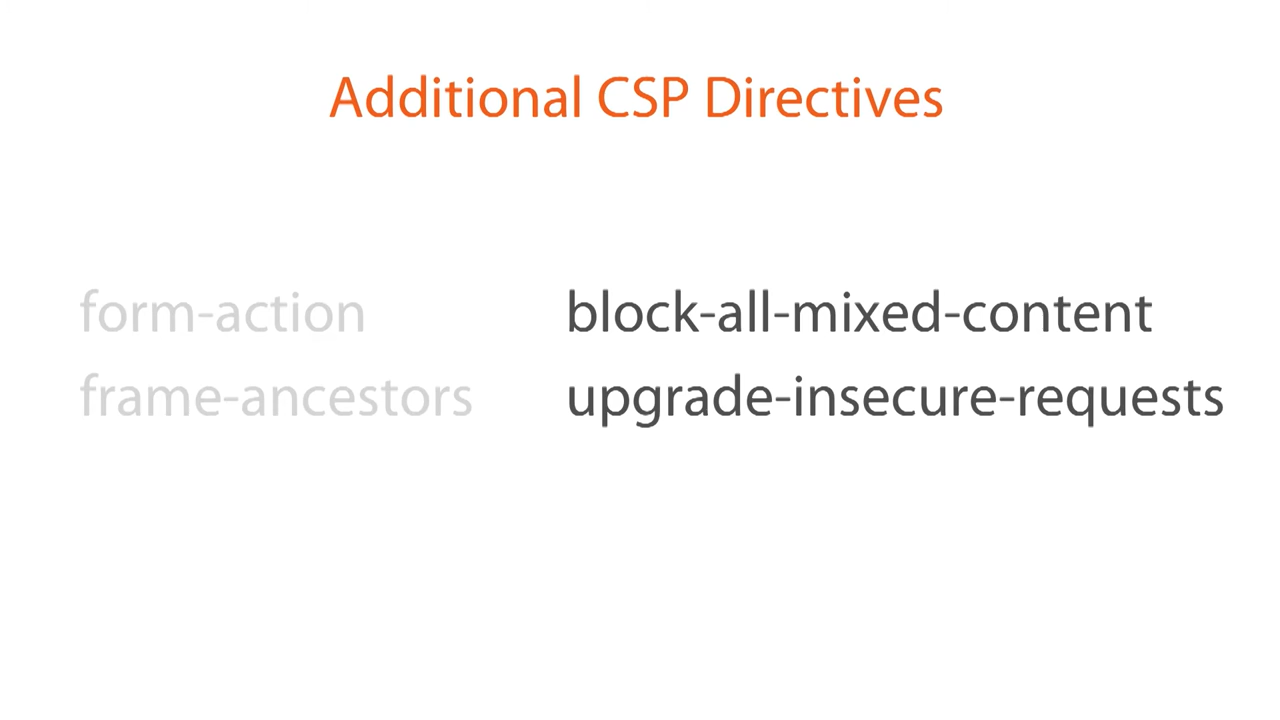 Additional CSP Directives
form-action
frame-ancestors
block-all-mixed-content
upgrade-insecure-requests